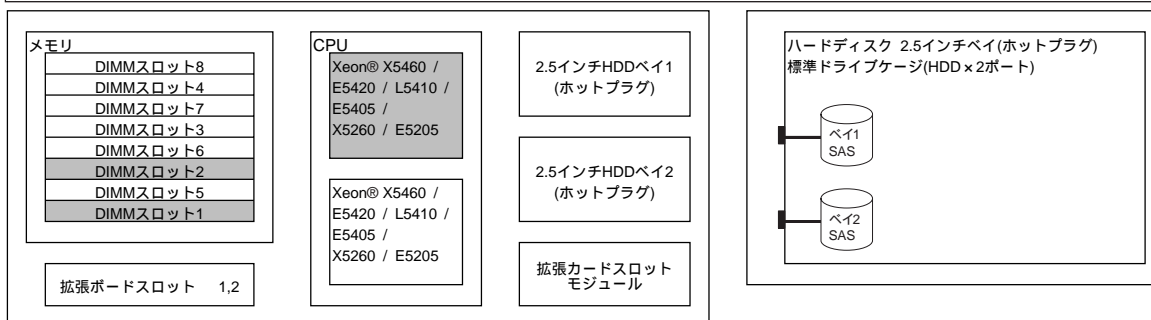 メモリ
DIMMスロット8
DIMMスロット4
DIMMスロット7
DIMMスロット3
DIMMスロット6
DIMMスロット2
DIMMスロット5
DIMMスロット1
拡張ボードスロット 1,2
CPU
Xeon® X5460 /
E5420 / L5410 /
E5405 /
X5260 / E5205
Xeon® X5460 /
E5420 / L5410 /
E5405 /
X5260 / E5205
2.5インチHDDベイ1
(ホットプラグ)
2.5インチHDDベイ2
(ホットプラグ)
拡張カードスロット
モジュール
ハードディスク 2.5インチベイ(ホットプラグ)
標準ドライブケージ(HDD x 2ポート)
ベイ1
SAS
ベイ2
SAS